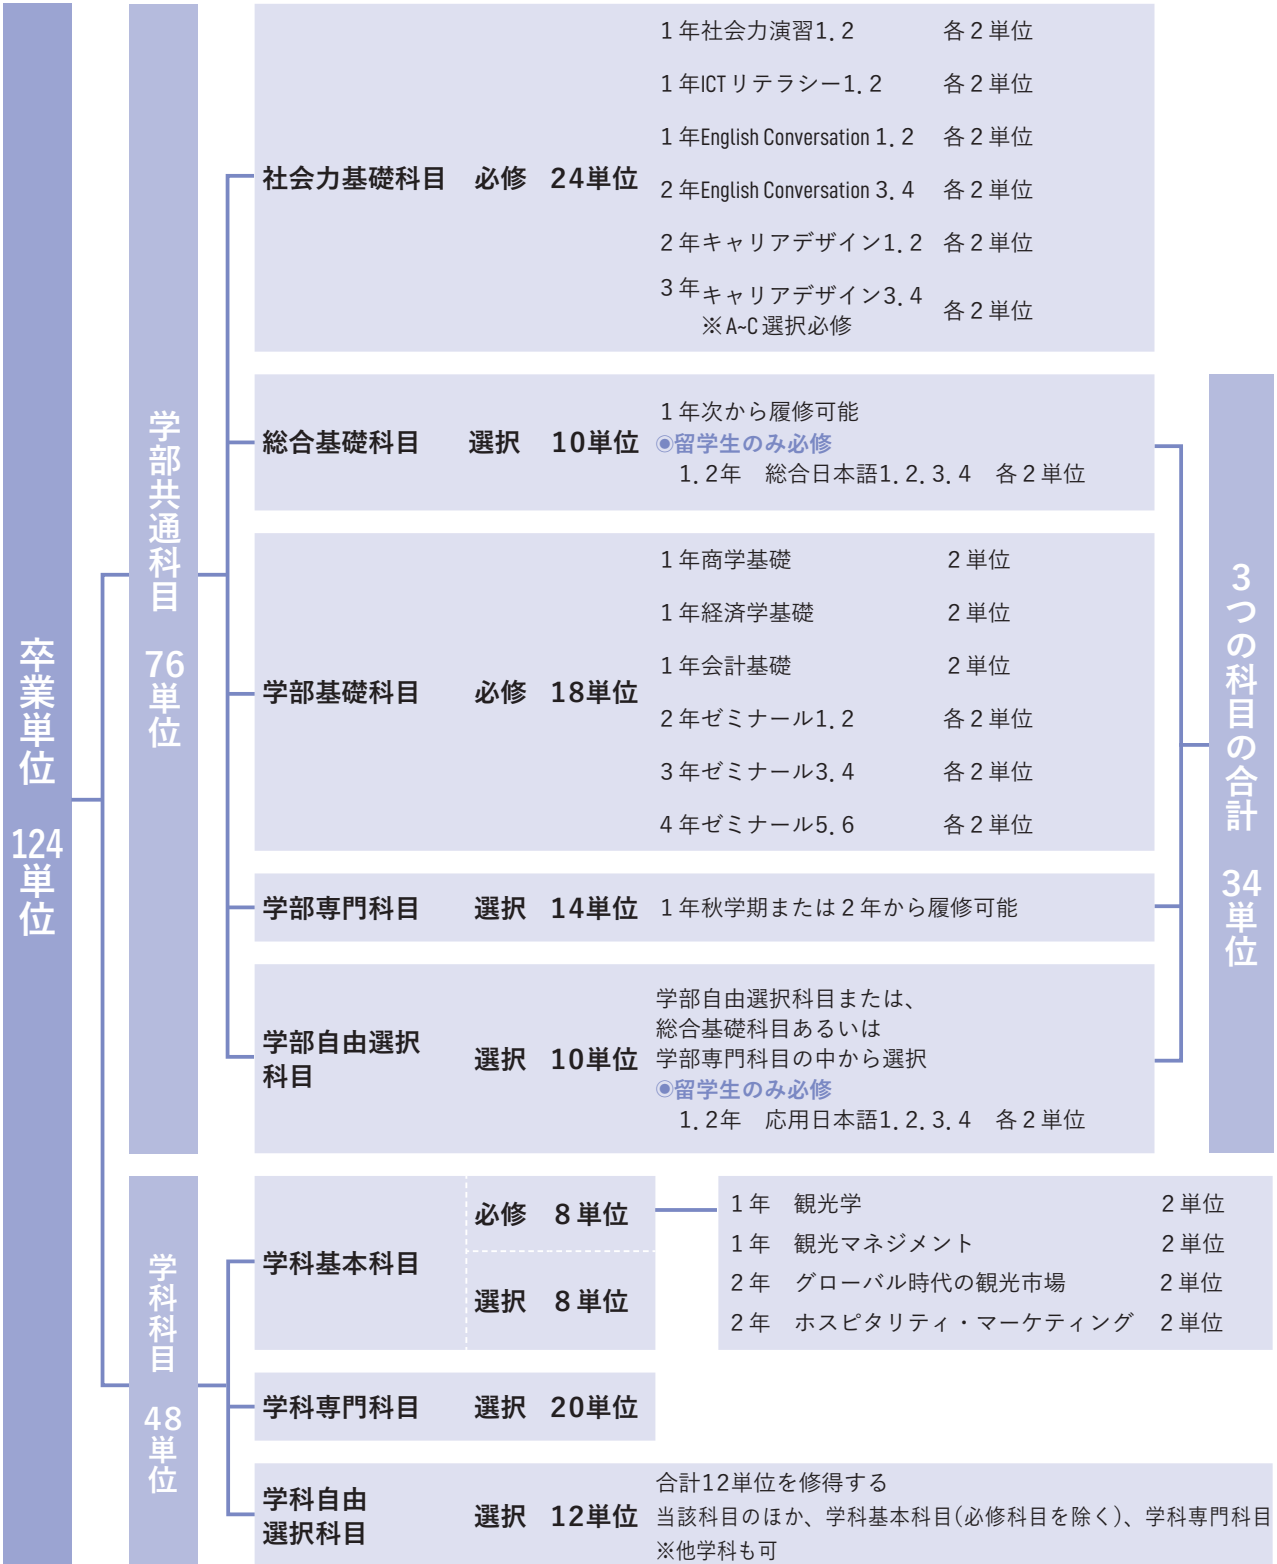 卒業単位 124単位
学部共通科目 76単位
社会力基礎科目 必修 24単位
1年社会力演習1. 2 各2単位
1年ICTリテラシー1. 2 各2単位
1年English Conversation 1. 2 各2単位
2年English Conversation 3. 4 各2単位
2年キャリアデザイン1. 2 各2単位
3年キャリアデザイン3. 4 各2単位
※A~C選択必修
総合基礎科目 選択 10単位
1年次から履修可能
◉留学生のみ必修
1. 2年 総合日本語1. 2. 3. 4 各2単位
学部基礎科目 必修 18単位
1年商学基礎 2単位
1年経済学基礎 2単位
1年会計基礎 2単位
2年ゼミナール1. 2 各2単位
3年ゼミナール3. 4 各2単位
4年ゼミナール5. 6 各2単位
学部専門科目 選択 14単位 1年秋学期または2年から履修可能
学部自由選択
科目
選択 10単位
学部自由選択科目または、
総合基礎科目あるいは
学部専門科目の中から選択
◉留学生のみ必修
1. 2年 応用日本語1. 2. 3. 4 各2単位
3つの科目の合計 34単位
学科科目 48単位
学科基本科目
必修 8単位
選択 8単位
1年 観光学 2単位
1年 観光マネジメント 2単位
2年 グローバル時代の観光市場 2単位
2年 ホスピタリティ・マーケティング 2単位
学科専門科目 選択 20単位
学科自由
選択科目
選択 12単位
合計12単位を修得する
当該科目のほか、学科基本科目(必修科目を除く)、学科専門科目
※他学科も可